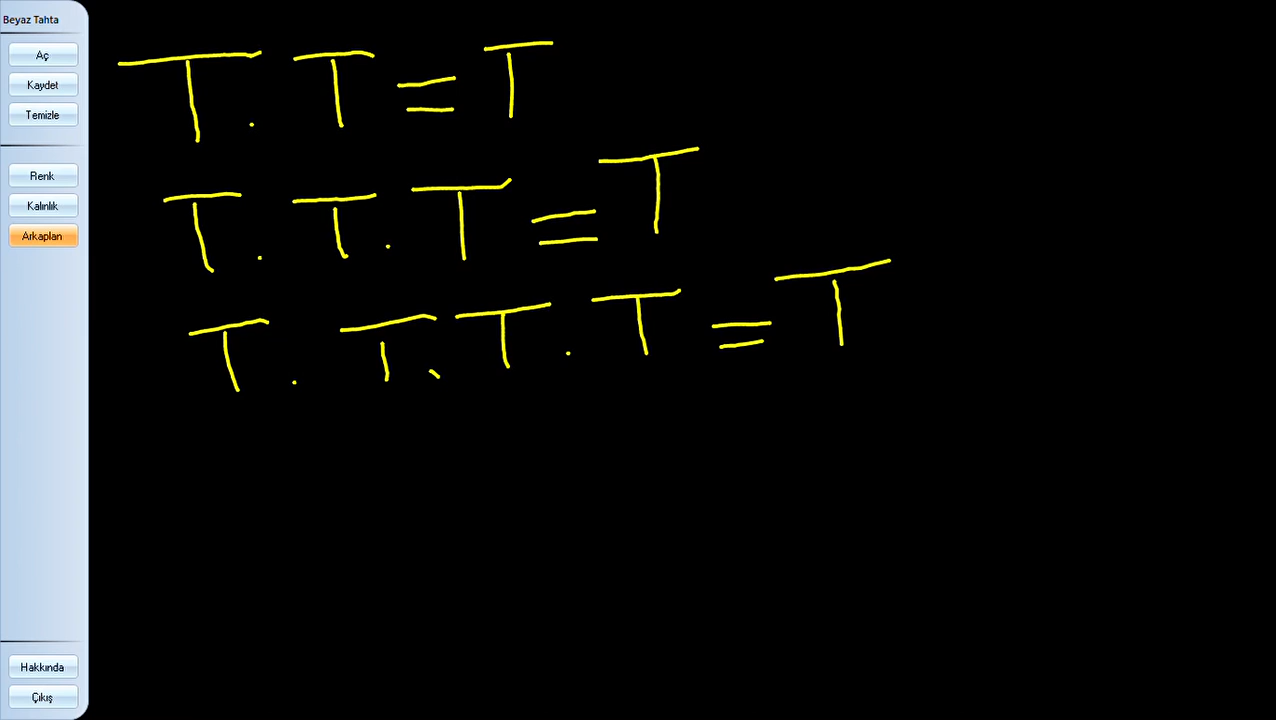 Beyaz Tahta
Aç
Kaydet
Temizle
Renk
Kalınlık
Arkaplan
Hakkında
Çıkış
T . T = T
T . T . T = T
T . T . T . T = T